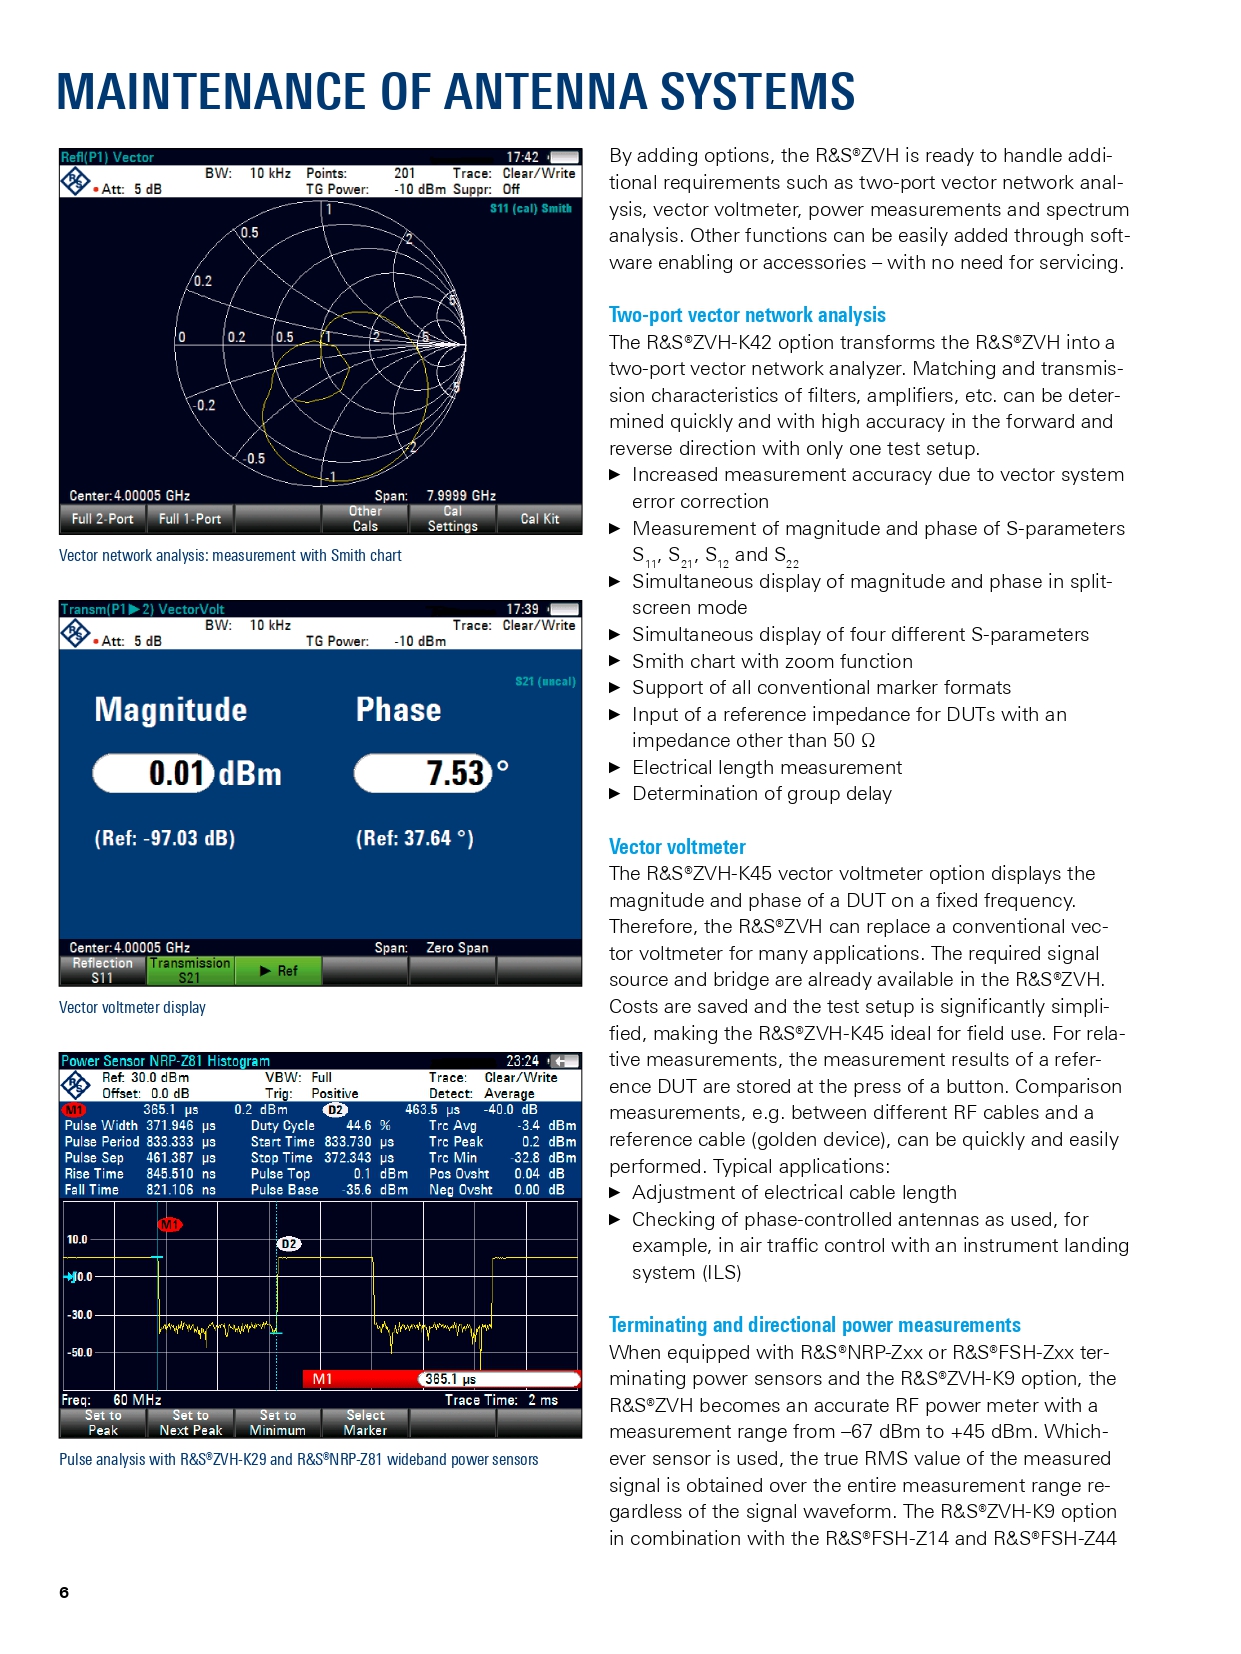 MAINTENANCE OF ANTENNA SYSTEMS
Refl(P1) Vector 17:42
BW: 10 kHz Points: 201 Trace: Clear/Write
Att: 5 dB TG Power: -10 dBm Suppr: Off
S11 (cal) Smith
1
0.5 2
0.2 5
0 0.2 0.5 1 2 5
-0.2 -5
-0.5 -2
-1
Center: 4.00005 GHz Span: 7.9999 GHz
Full 2-Port Full 1-Port Other Cals Cal Settings Cal Kit
Vector network analysis: measurement with Smith chart
Transm(P1▶2) VectorVolt 17:39
BW: 10 kHz Trace: Clear/Write
Att: 5 dB TG Power: -10 dBm
S21 (uncal)
Magnitude Phase
0.01 dBm 7.53 °
(Ref: -97.03 dB) (Ref: 37.64 °)
Center: 4.00005 GHz Span: Zero Span
Reflection S11 Transmission S21 ▶ Ref
Vector voltmeter display
Power Sensor NRP-Z81 Histogram 23:24
Ref: 30.0 dBm VBW: Full Trace: Clear/Write
Offset: 0.0 dB Trig: Positive Detect: Average
M1 365.1 µs 0.2 dBm D2 463.5 µs -40.0 dB
Pulse Width 371.946 µs Duty Cycle 44.6 % Trc Avg -3.4 dBm
Pulse Period 833.333 µs Start Time 833.730 µs Trc Peak 0.2 dBm
Pulse Sep 461.387 µs Stop Time 372.343 µs Trc Min -32.8 dBm
Rise Time 845.510 ns Pulse Top 0.1 dBm Pos Ovsht 0.04 dB
Fall Time 821.106 ns Pulse Base -35.6 dBm Neg Ovsht 0.00 dB
M1
D2
10.0
-30.0
-50.0
M1 365.1 µs
Freq: 60 MHz Trace Time: 2 ms
Set to Peak Set to Next Peak Set to Minimum Select Marker
Pulse analysis with R&S®ZVH-K29 and R&S®NRP-Z81 wideband power sensors
By adding options, the R&S®ZVH is ready to handle addi-
tional requirements such as two-port vector network anal-
ysis, vector voltmeter, power measurements and spectrum
analysis. Other functions can be easily added through soft-
ware enabling or accessories – with no need for servicing.
Two-port vector network analysis
The R&S®ZVH-K42 option transforms the R&S®ZVH into a
two-port vector network analyzer. Matching and transmis-
sion characteristics of filters, amplifiers, etc. can be deter-
mined quickly and with high accuracy in the forward and
reverse direction with only one test setup.
► Increased measurement accuracy due to vector system
error correction
► Measurement of magnitude and phase of S-parameters
S11, S21, S12 and S22
► Simultaneous display of magnitude and phase in split-
screen mode
► Simultaneous display of four different S-parameters
► Smith chart with zoom function
► Support of all conventional marker formats
► Input of a reference impedance for DUTs with an
impedance other than 50 Ω
► Electrical length measurement
► Determination of group delay
Vector voltmeter
The R&S®ZVH-K45 vector voltmeter option displays the
magnitude and phase of a DUT on a fixed frequency.
Therefore, the R&S®ZVH can replace a conventional vec-
tor voltmeter for many applications. The required signal
source and bridge are already available in the R&S®ZVH.
Costs are saved and the test setup is significantly simpli-
fied, making the R&S®ZVH-K45 ideal for field use. For rela-
tive measurements, the measurement results of a refer-
ence DUT are stored at the press of a button. Comparison
measurements, e.g. between different RF cables and a
reference cable (golden device), can be quickly and easily
performed. Typical applications:
► Adjustment of electrical cable length
► Checking of phase-controlled antennas as used, for
example, in air traffic control with an instrument landing
system (ILS)
Terminating and directional power measurements
When equipped with R&S®NRP-Zxx or R&S®FSH-Zxx ter-
minating power sensors and the R&S®ZVH-K9 option, the
R&S®ZVH becomes an accurate RF power meter with a
measurement range from –67 dBm to +45 dBm. Which-
ever sensor is used, the true RMS value of the measured
signal is obtained over the entire measurement range re-
gardless of the signal waveform. The R&S®ZVH-K9 option
in combination with the R&S®FSH-Z14 and R&S®FSH-Z44
6